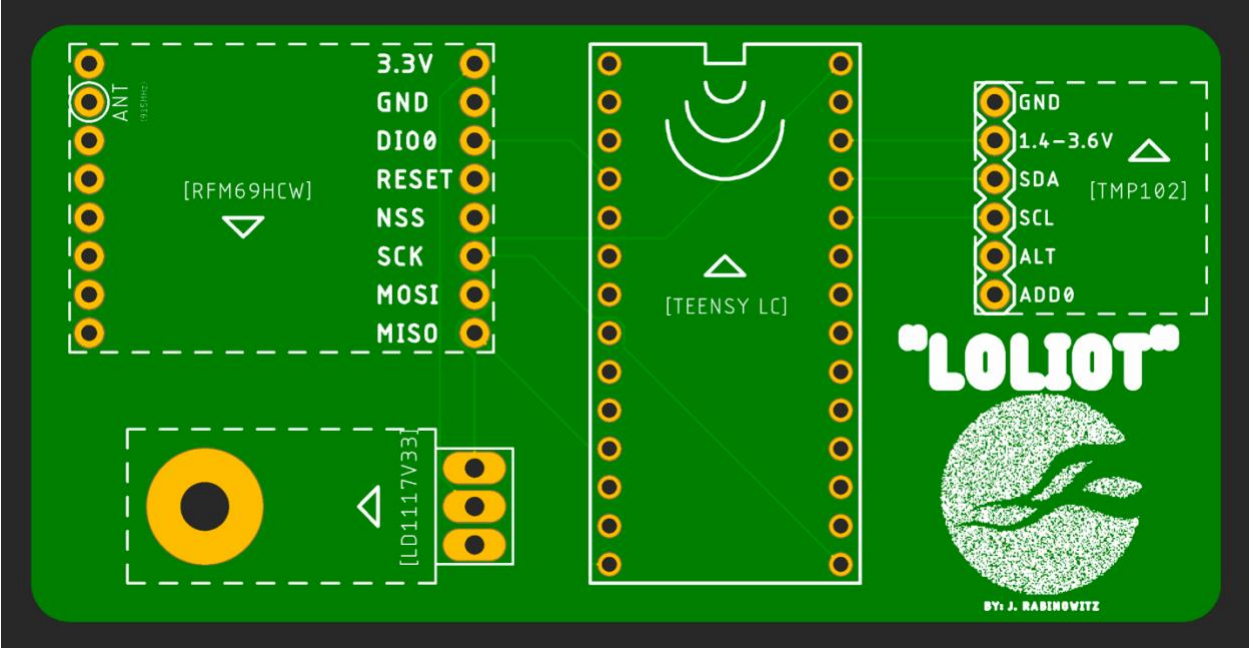 3.3V
GND
DIO0
RESET
NSS
SCK
MOSI
MISO
ANT
(915MHz)
[RFM69HCW]
[LD1117V33]
[TEENSY LC]
GND
1.4-3.6V
SDA
SCL
ALT
ADD0
[TMP102]
"LOLIOT"
BY: J. RABINOWITZ